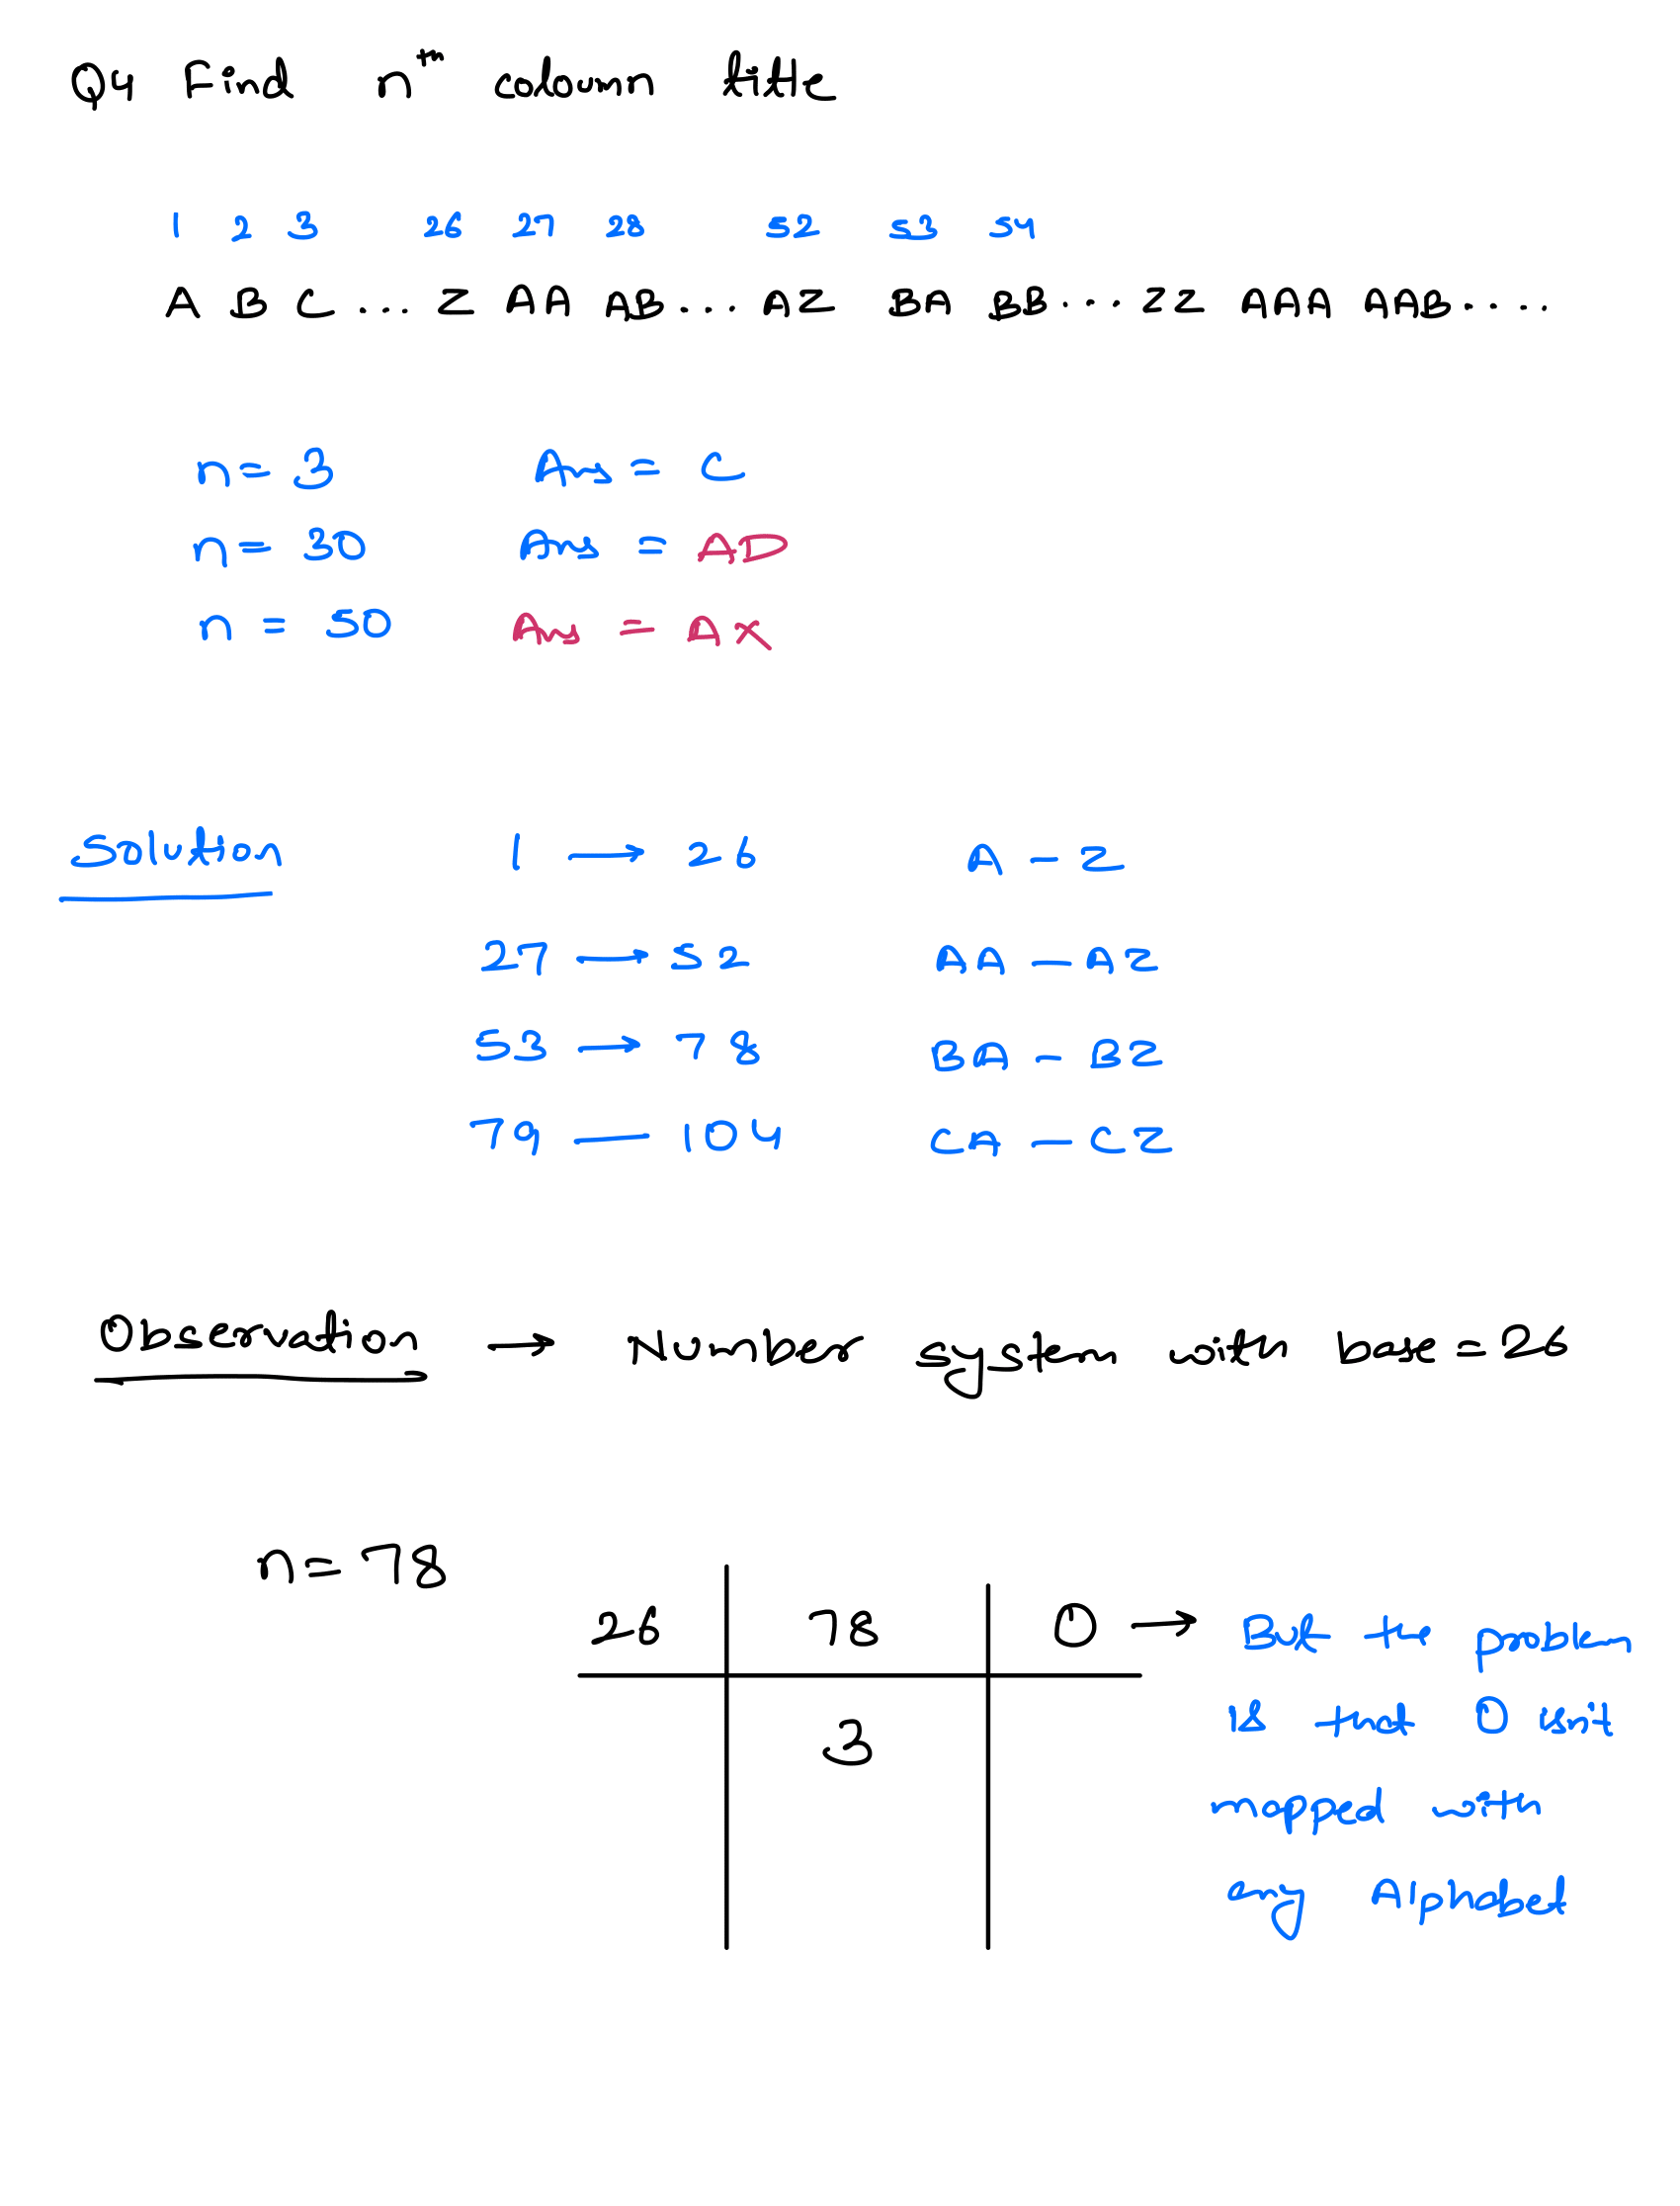 Q4 Find nth column title
1 2 3 26 27 28 52 53 54
A B C ... Z AA AB ... AZ BA BB .... ZZ AAA AAB .....
n = 3 Ans = C
n = 30 Ans = AD
n = 50 Ans = AX
Solution 1 → 26 A - Z
27 → 52 AA - AZ
53 → 78 BA - BZ
79 — 104 CA - CZ
Observation → Number system with base = 26
n = 78
26 78 0 → But the problem
3 is that 0 isn't
mapped with
any Alphabet